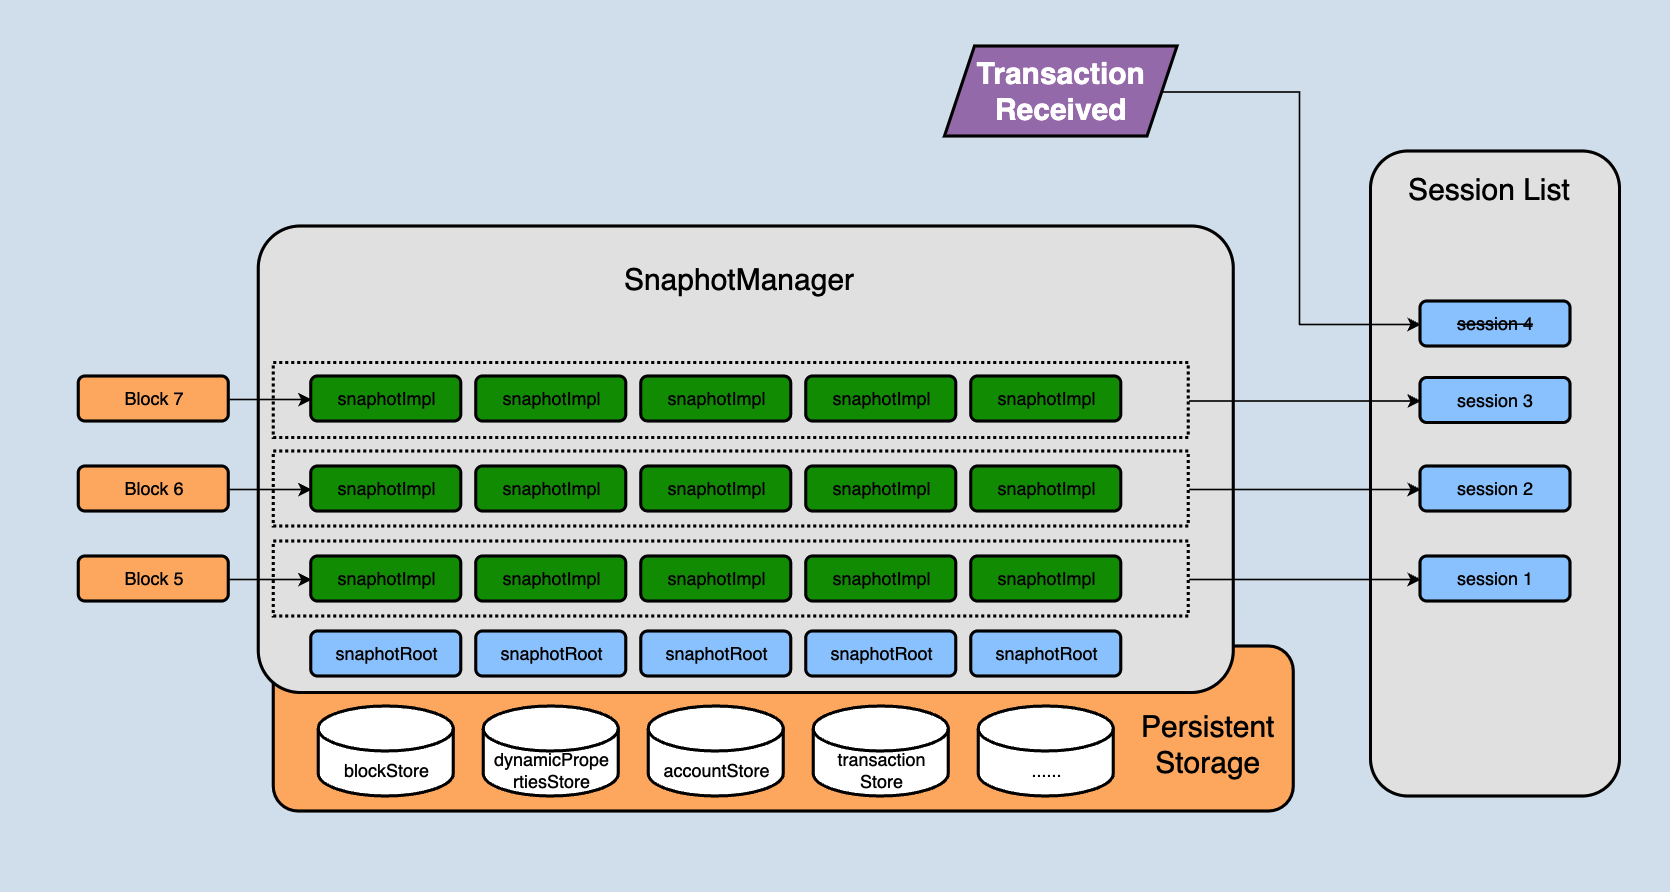 Transaction
Received
Session List
SnaphotManager
session 4
Block 7
snaphotImpl snaphotImpl snaphotImpl snaphotImpl snaphotImpl
session 3
Block 6
snaphotImpl snaphotImpl snaphotImpl snaphotImpl snaphotImpl
session 2
Block 5
snaphotImpl snaphotImpl snaphotImpl snaphotImpl snaphotImpl
session 1
snaphotRoot snaphotRoot snaphotRoot snaphotRoot snaphotRoot
blockStore
dynamicPrope
rtiesStore
accountStore
transaction
Store
......
Persistent
Storage